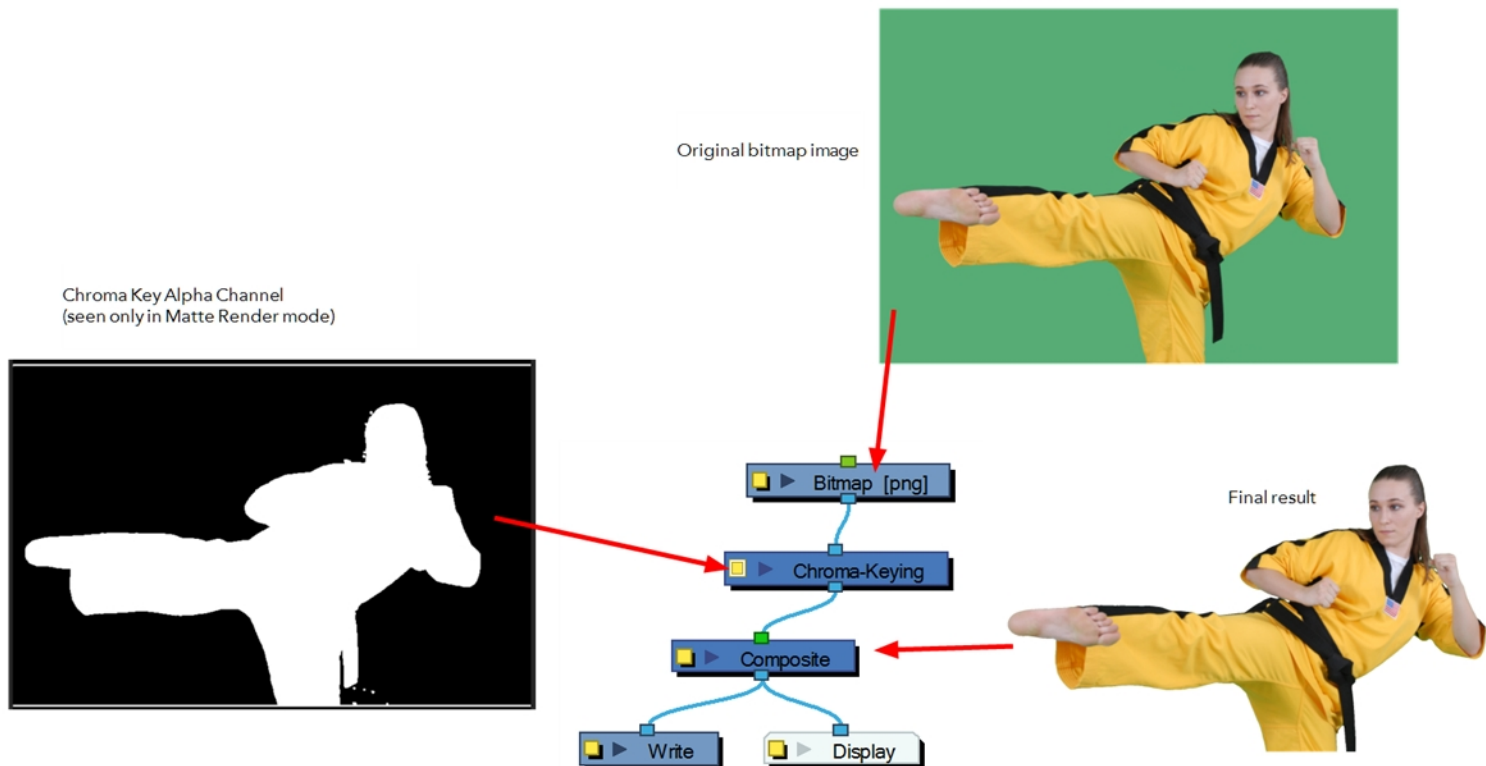 Original bitmap image
Chroma Key Alpha Channel
(seen only in Matte Render mode)
Bitmap [png]
Final result
Chroma-Keying
Composite
Write
Display